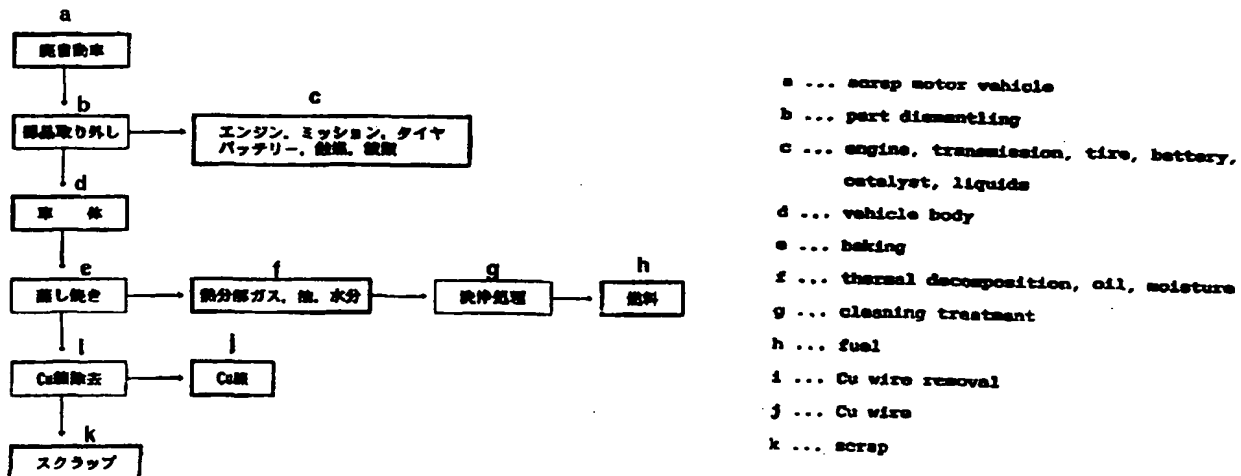 a
廃自動車
b
部品取り外し
c
エンジン、ミッション、タイヤ
バッテリー、触媒、液類
d
車 体
e
蒸し焼き
f
熱分解ガス、油、水分
g
洗浄処理
h
燃料
i
Cu線除去
j
Cu線
k
スクラップ
a ... scrap motor vehicle
b ... part dismantling
c ... engine, transmission, tire, battery,
catalyst, liquids
d ... vehicle body
e ... baking
f ... thermal decomposition, oil, moisture
g ... cleaning treatment
h ... fuel
i ... Cu wire removal
j ... Cu wire
k ... scrap